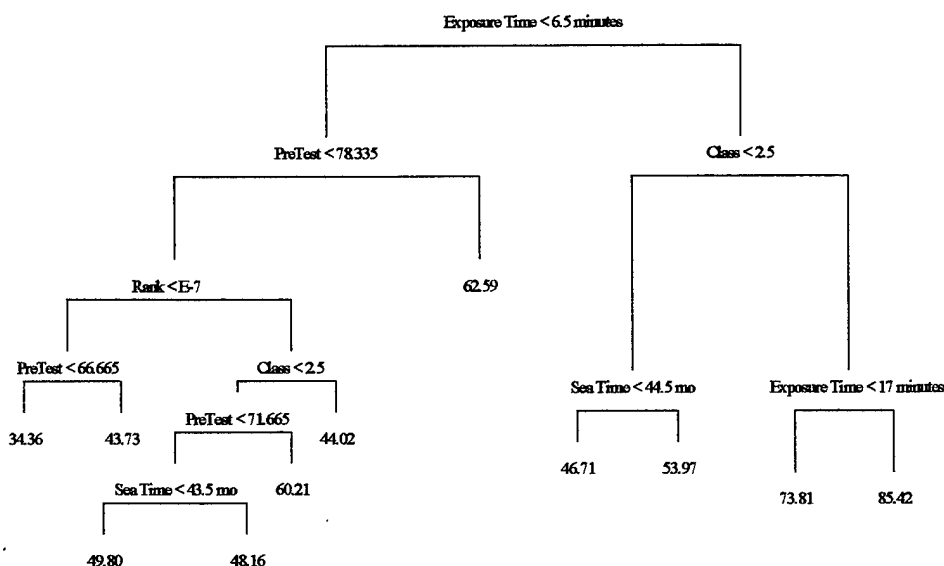 Exposure Time < 6.5 minutes
PreTest < 78.335
Class < 2.5
Rank < E-7
62.59
PreTest < 66.665
Class < 2.5
Sea Time < 44.5 mo
Exposure Time < 17 minutes
34.36
43.73
PreTest < 71.665
44.02
46.71
53.97
Sea Time < 43.5 mo
60.21
73.81
85.42
49.80
48.16